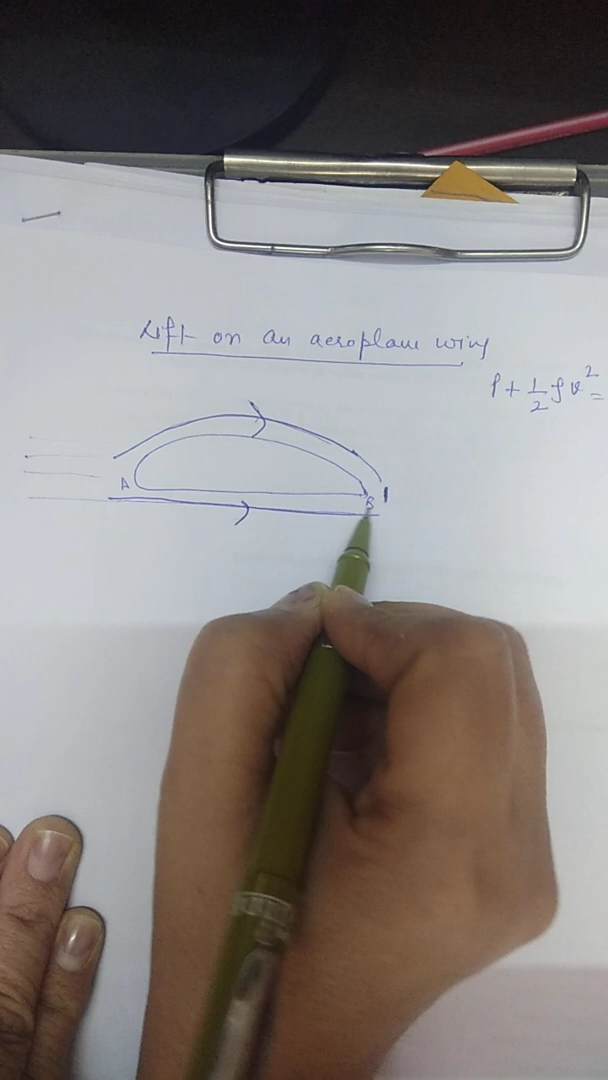 Lift on an aeroplane wing
P + 1/2 ρv² =
A
B